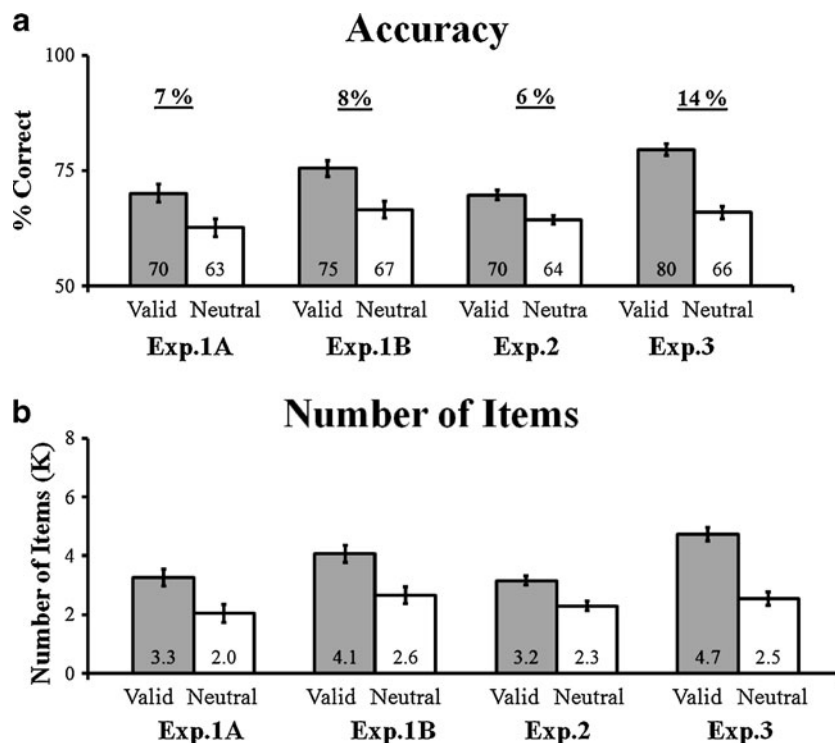 a
Accuracy
100
7 % 8% 6 % 14 %
75
% Correct
70 63 75 67 70 64 80 66
50
Valid Neutral Valid Neutral Valid Neutra Valid Neutral
Exp.1A Exp.1B Exp.2 Exp.3
b
Number of Items
8
6
Number of Items (K)
4
2
3.3 2.0 4.1 2.6 3.2 2.3 4.7 2.5
0
Valid Neutral Valid Neutral Valid Neutral Valid Neutral
Exp.1A Exp.1B Exp.2 Exp.3